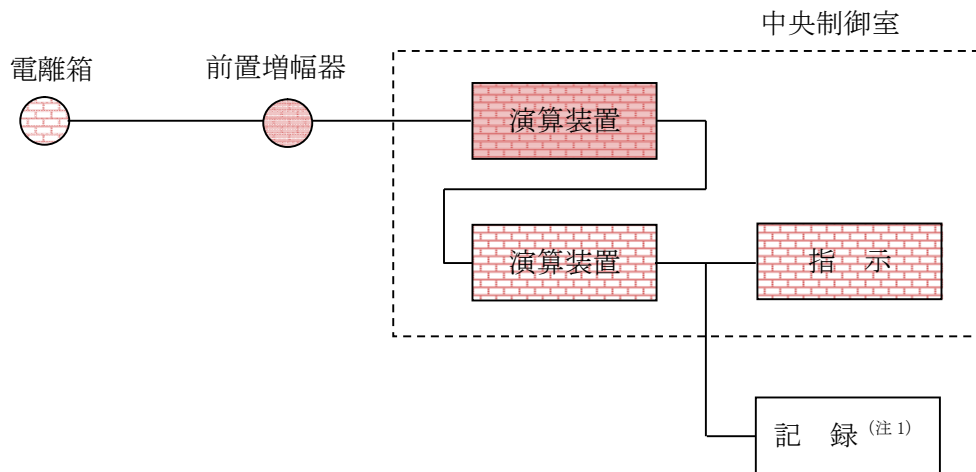 中央制御室
電離箱
前置増幅器
演算装置
演算装置
指 示
記 録(注1)